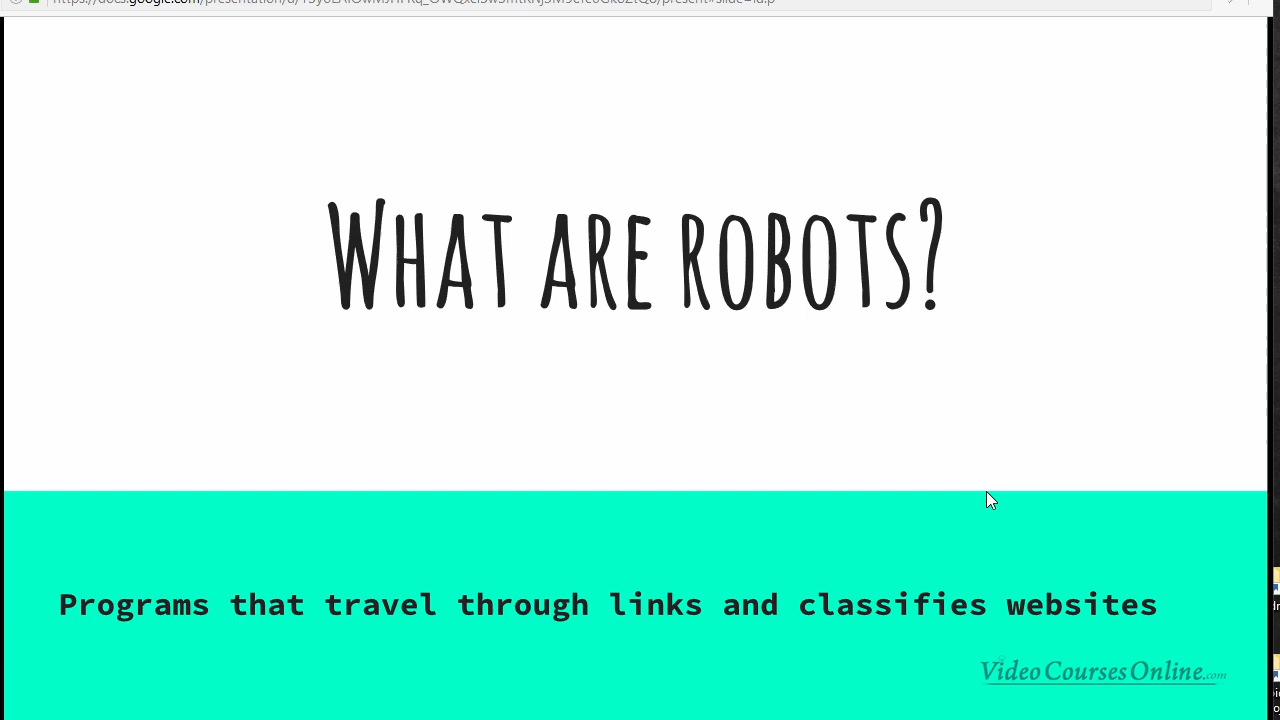 WHAT ARE ROBOTS?
Programs that travel through links and classifies websites
VideoCoursesOnline.com